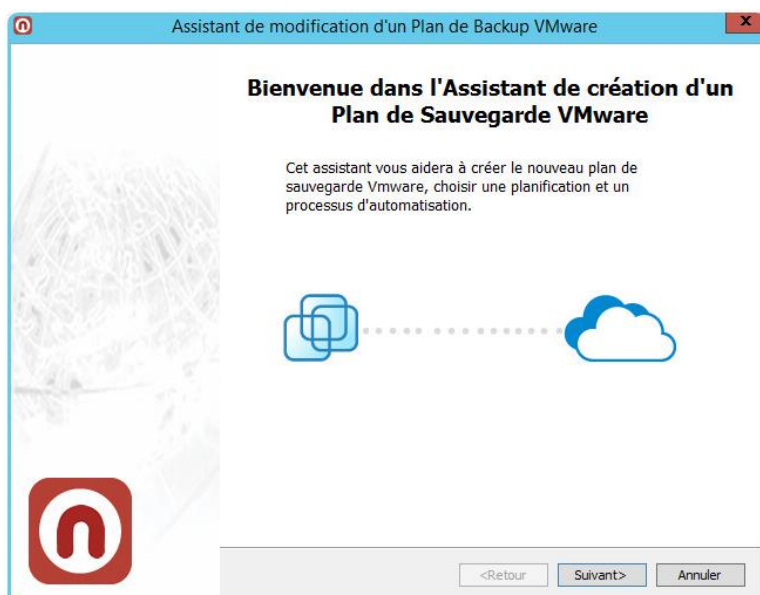 Assistant de modification d'un Plan de Backup VMware
x
Bienvenue dans l'Assistant de création d'un
Plan de Sauvegarde VMware
Cet assistant vous aidera à créer le nouveau plan de
sauvegarde Vmware, choisir une planification et un
processus d'automatisation.
<Retour Suivant> Annuler